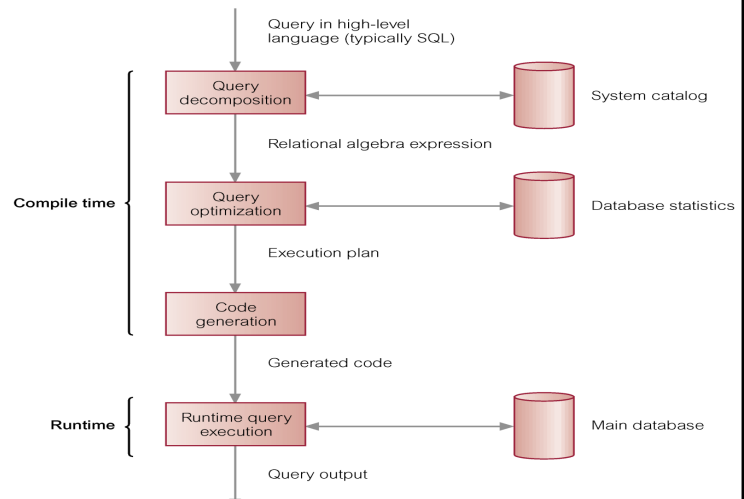 Query in high-level
language (typically SQL)
Query
decomposition
System catalog
Relational algebra expression
Compile time
Query
optimization
Database statistics
Execution plan
Code
generation
Generated code
Runtime
Runtime query
execution
Main database
Query output